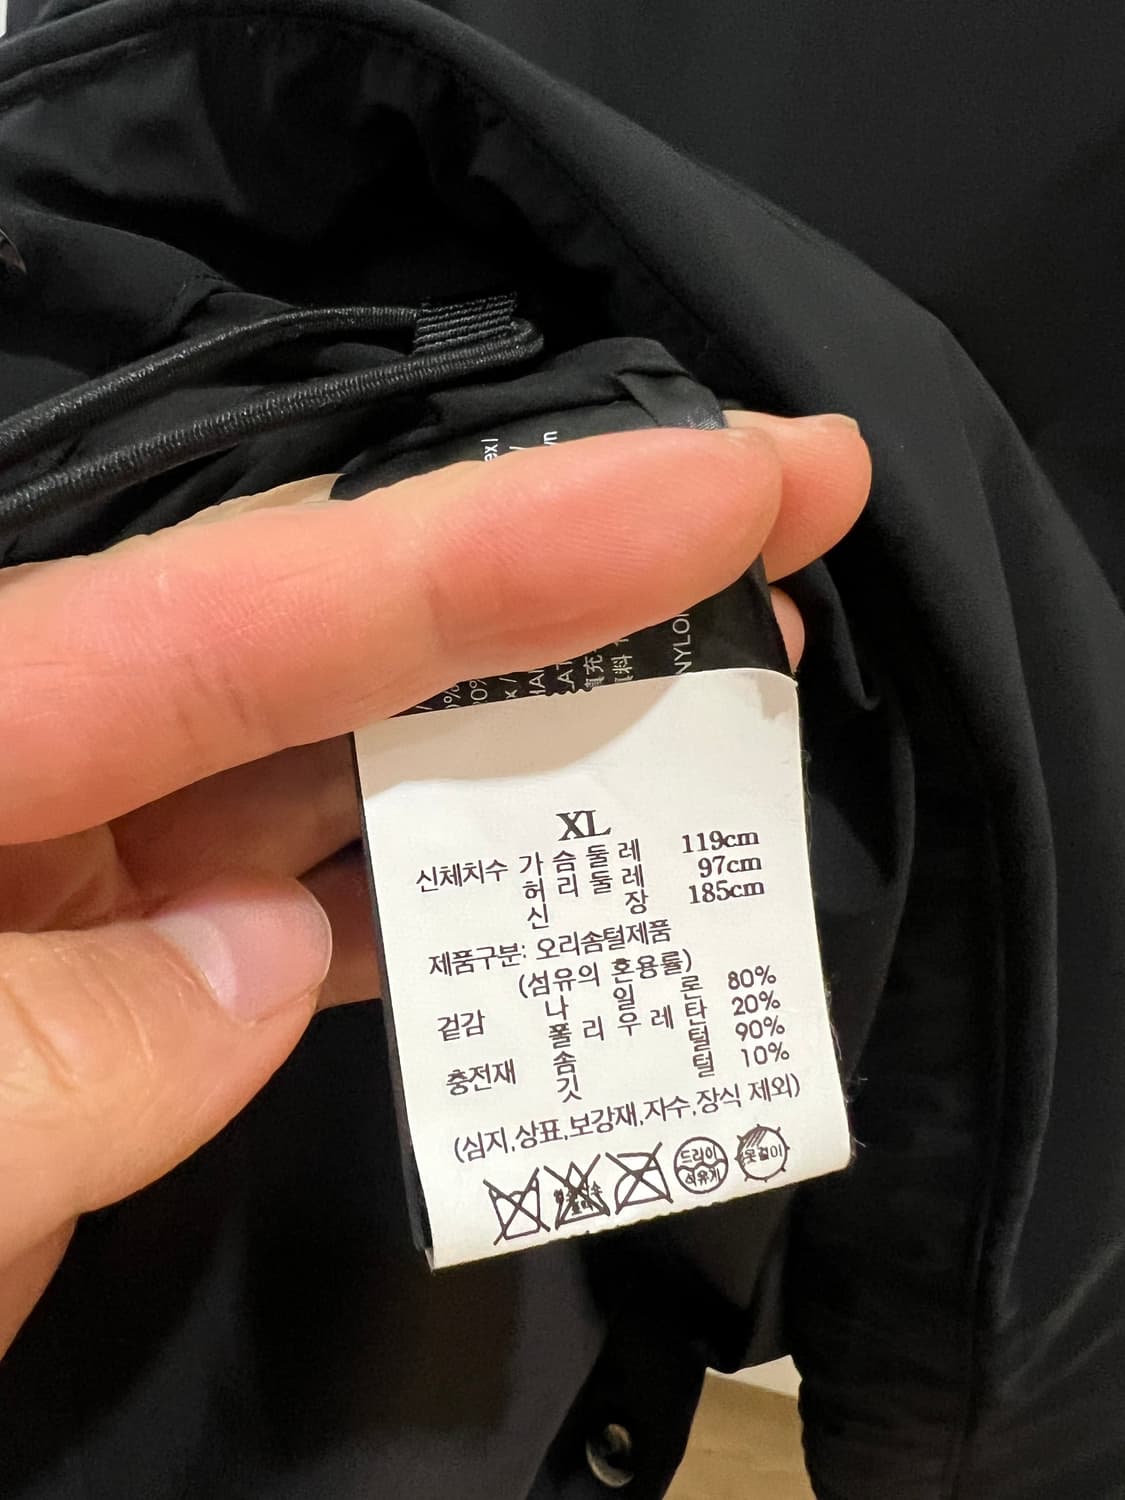 NYLON
XL
신체치수 가슴둘레 119cm
허리둘레 97cm
신장 185cm
제품구분: 오리솜털제품
(섬유의 혼용률)
겉감 나일론 80%
폴리우레탄 20%
충전재 솜털 90%
깃털 10%
(심지,상표,보강재,자수,장식 제외)
드라이
석유계
옷걸이